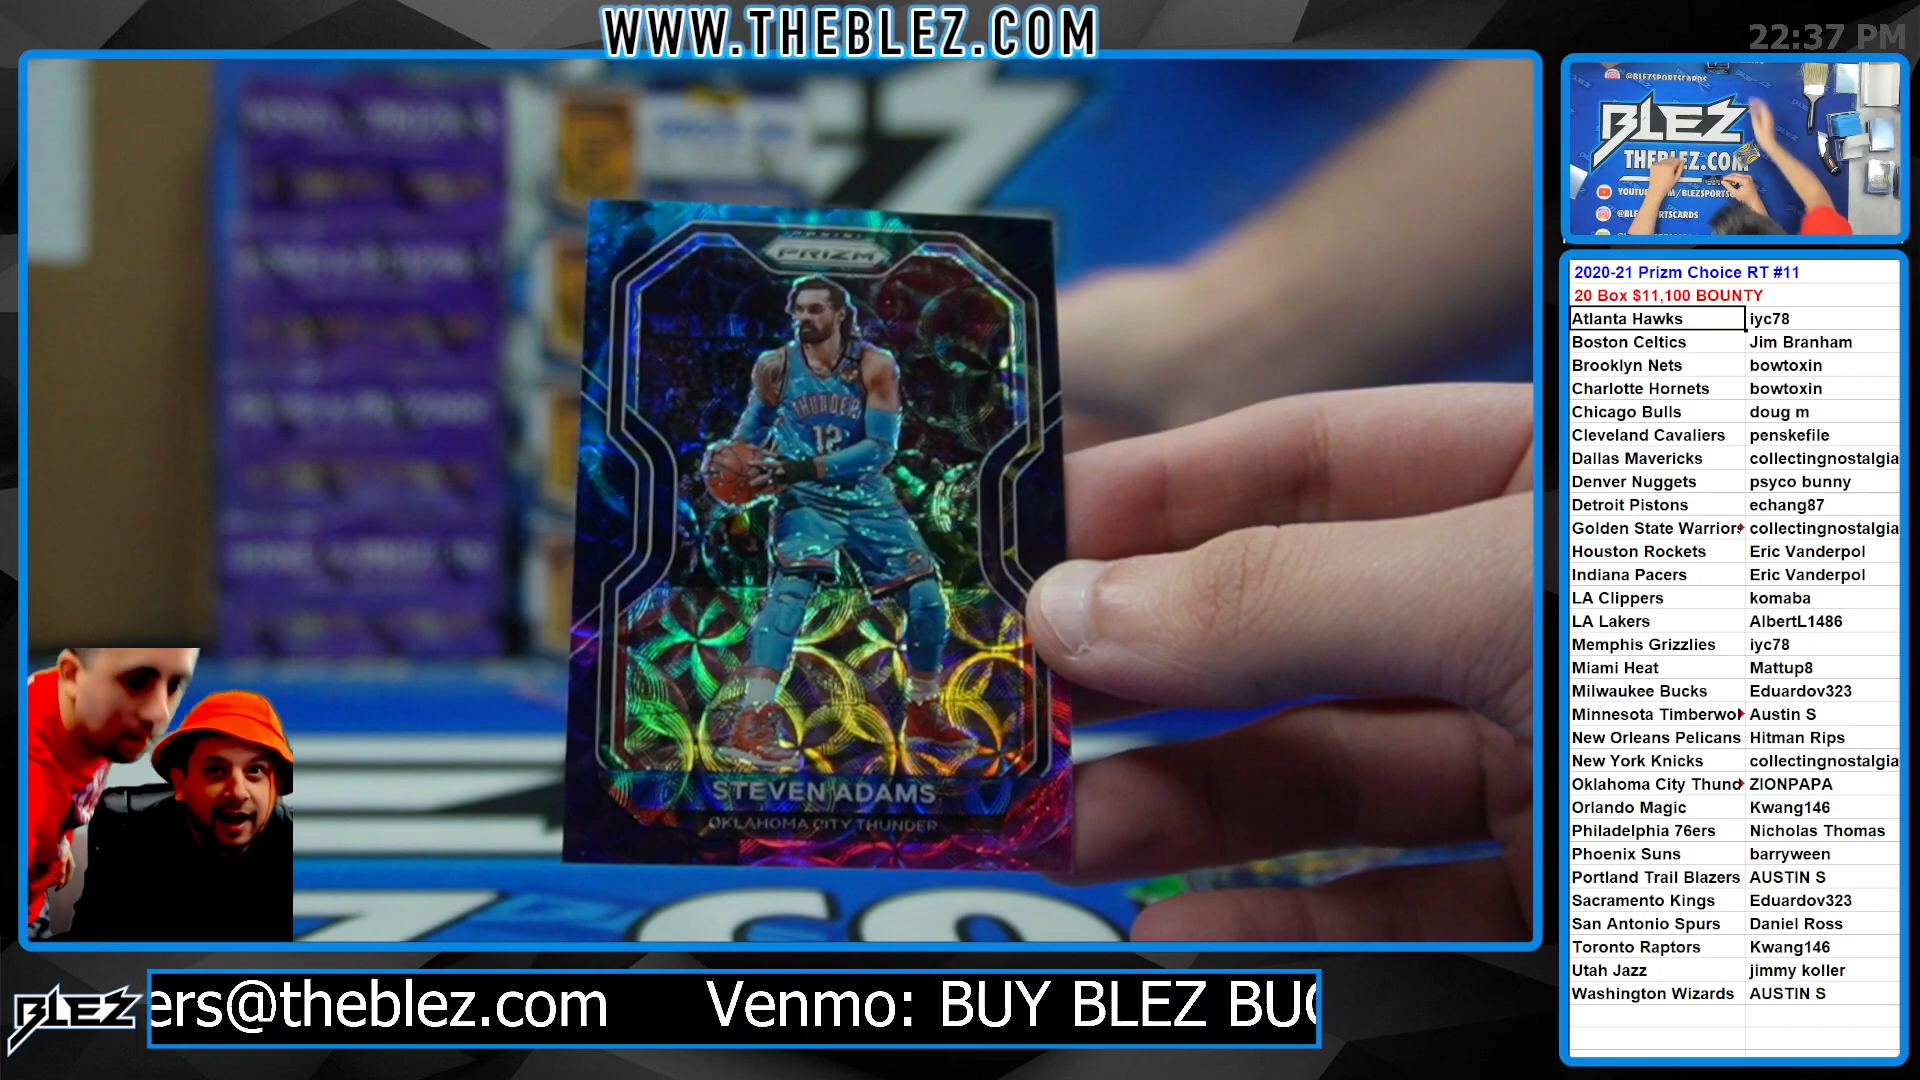 WWW.THEBLEZ.COM
22:37 PM
PANINI
PRIZM
THUNDER
12
STEVEN ADAMS
OKLAHOMA CITY THUNDER
@BLEZSPORTSCARDS
BLEZ
THEBLEZ.COM
2020-21 Prizm Choice RT #11
20 Box $11,100 BOUNTY
Atlanta Hawks iyc78
Boston Celtics Jim Branham
Brooklyn Nets bowtoxin
Charlotte Hornets bowtoxin
Chicago Bulls doug m
Cleveland Cavaliers penskefile
Dallas Mavericks collectingnostalgia
Denver Nuggets psyco bunny
Detroit Pistons echang87
Golden State Warriors collectingnostalgia
Houston Rockets Eric Vanderpol
Indiana Pacers Eric Vanderpol
LA Clippers komaba
LA Lakers AlbertL1486
Memphis Grizzlies iyc78
Miami Heat Mattup8
Milwaukee Bucks Eduardov323
Minnesota Timberwol Austin S
New Orleans Pelicans Hitman Rips
New York Knicks collectingnostalgia
Oklahoma City Thund ZIONPAPA
Orlando Magic Kwang146
Philadelphia 76ers Nicholas Thomas
Phoenix Suns barryween
Portland Trail Blazers AUSTIN S
Sacramento Kings Eduardov323
San Antonio Spurs Daniel Ross
Toronto Raptors Kwang146
Utah Jazz jimmy koller
Washington Wizards AUSTIN S
BLEZ
ers@theblez.com Venmo: BUY BLEZ BUC